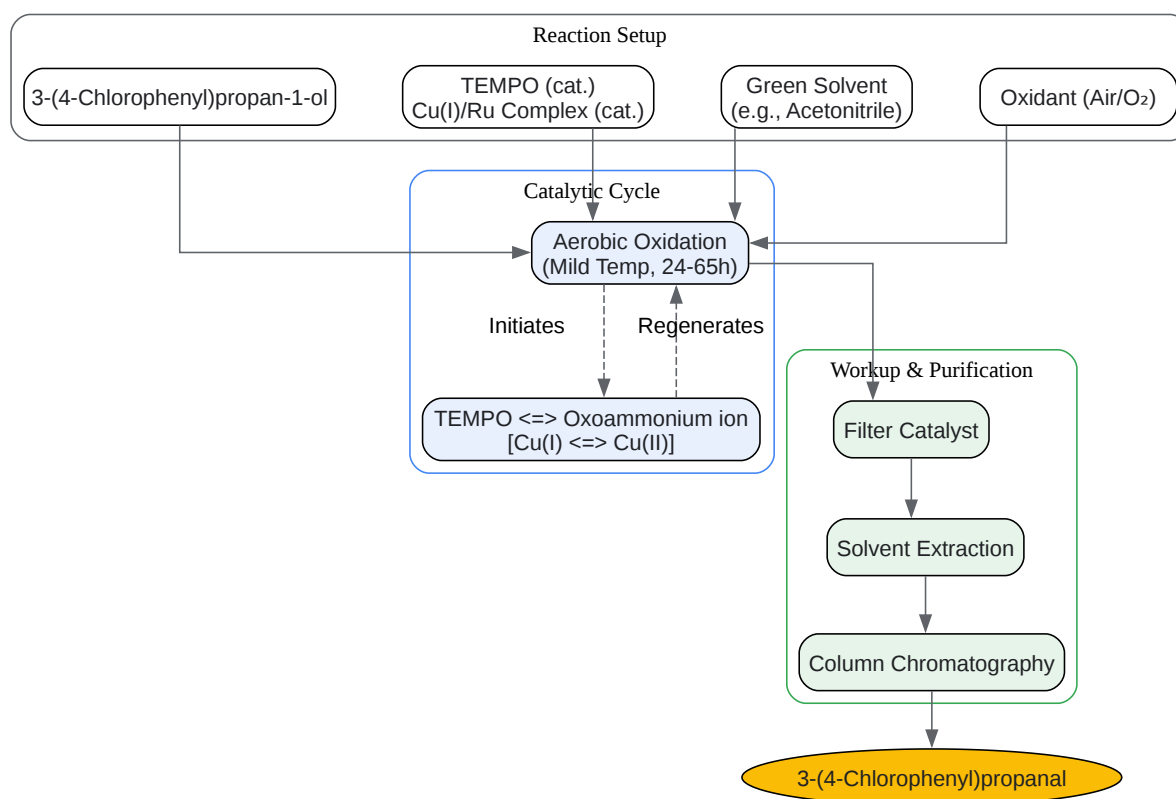 Reaction Setup
3-(4-Chlorophenyl)propan-1-ol
TEMPO (cat.)
Cu(I)/Ru Complex (cat.)
Green Solvent
(e.g., Acetonitrile)
Oxidant (Air/O₂)
Catalytic Cycle
Aerobic Oxidation
(Mild Temp, 24-65h)
Initiates
Regenerates
TEMPO <=> Oxoammonium ion
[Cu(I) <=> Cu(II)]
Workup & Purification
Filter Catalyst
Solvent Extraction
Column Chromatography
3-(4-Chlorophenyl)propanal